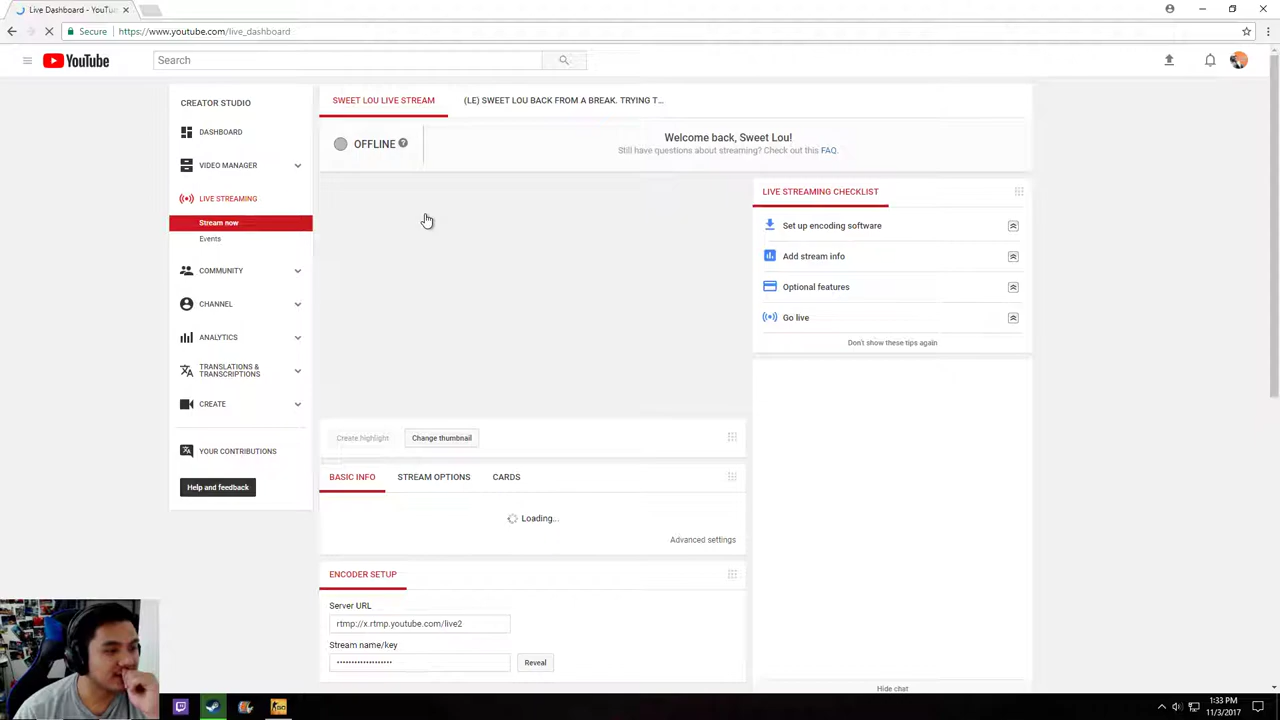 Live Dashboard - YouTu
Secure
https://www.youtube.com/live_dashboard
YouTube
Search
CREATOR STUDIO
DASHBOARD
VIDEO MANAGER
LIVE STREAMING
Stream now
Events
COMMUNITY
CHANNEL
ANALYTICS
TRANSLATIONS &
TRANSCRIPTIONS
CREATE
YOUR CONTRIBUTIONS
Help and feedback
SWEET LOU LIVE STREAM
(LE) SWEET LOU BACK FROM A BREAK. TRYING T...
OFFLINE
Welcome back, Sweet Lou!
Still have questions about streaming? Check out this FAQ.
LIVE STREAMING CHECKLIST
Set up encoding software
Add stream info
Optional features
Go live
Don't show these tips again
Create highlight
Change thumbnail
BASIC INFO
STREAM OPTIONS
CARDS
Loading...
Advanced settings
ENCODER SETUP
Server URL
rtmp://x.rtmp.youtube.com/live2
Stream name/key
••••••••••••••••••
Reveal
Hide chat
1:33 PM
11/3/2017